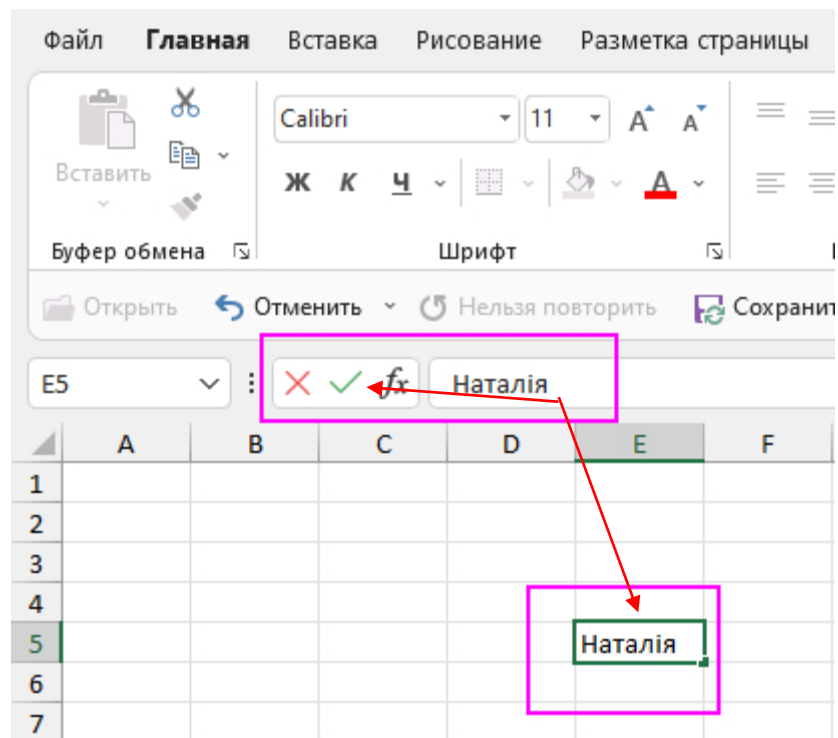 Файл Главная Вставка Рисование Разметка страницы
Calibri 11 A A
Вставить
Ж К Ч А
Буфер обмена Шрифт
Открыть Отменить Нельзя повторить Сохранит
E5 fx Наталія
A B C D E F
1
2
3
4
5 Наталія
6
7